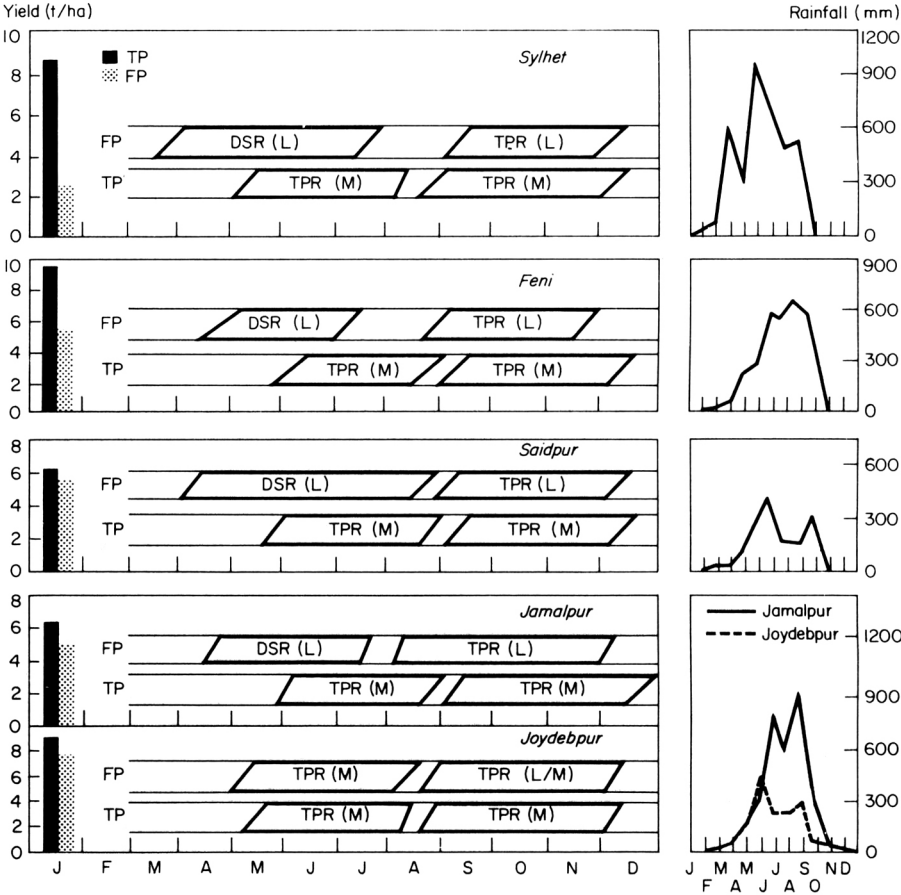 Yield (t/ha)
Rainfall (mm)
10
8
6
4
2
0
TP
FP
Sylhet
FP
DSR (L)
TPR (L)
TP
TPR (M)
TPR (M)
1200
900
600
300
0
10
8
6
4
2
0
Feni
FP
DSR (L)
TPR (L)
TP
TPR (M)
TPR (M)
900
600
300
0
8
6
4
2
0
Saidpur
FP
DSR (L)
TPR (L)
TP
TPR (M)
TPR (M)
600
300
0
8
6
4
2
0
Jamalpur
FP
DSR (L)
TPR (L)
TP
TPR (M)
TPR (M)
8
6
4
2
0
Joydebpur
FP
TPR (M)
TPR (L/M)
TP
TPR (M)
TPR (M)
J F M A M J J A S O N D
Jamalpur
Joydebpur
1200
900
600
300
0
J M M J S N D
F A J A O